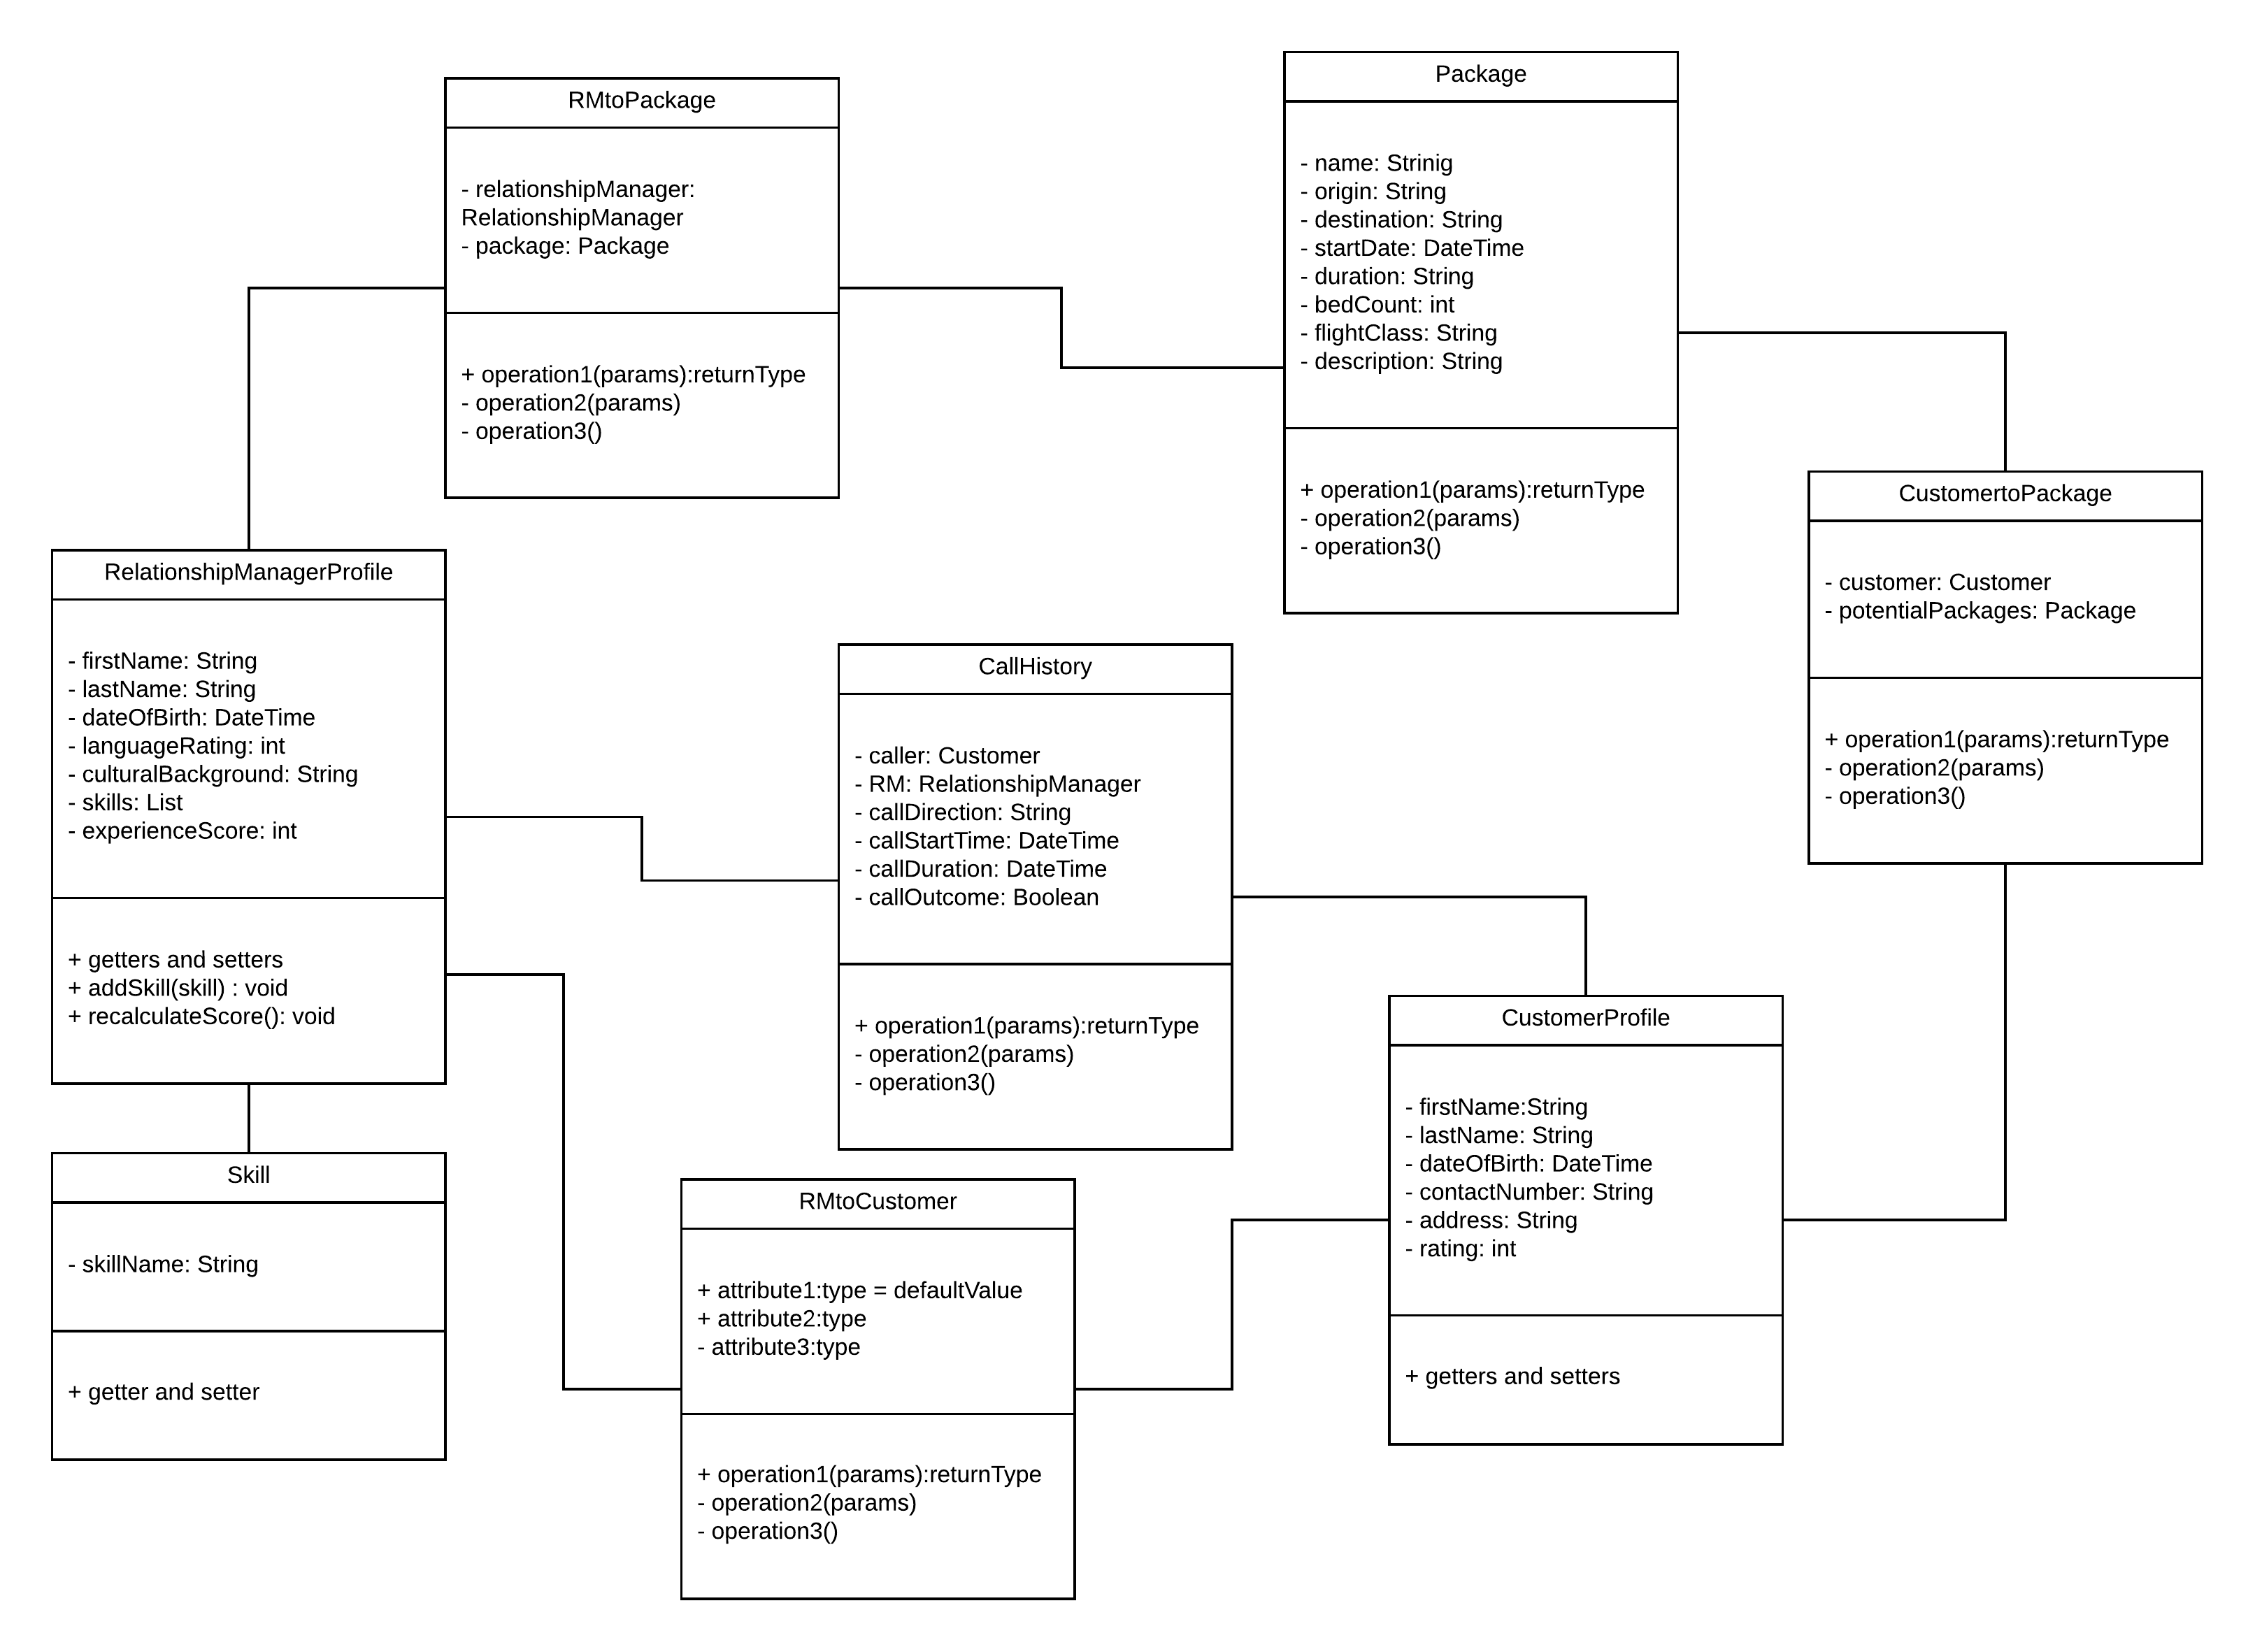 RMtoPackage
- relationshipManager:
RelationshipManager
- package: Package
+ operation1(params):returnType
- operation2(params)
- operation3()
Package
- name: Strinig
- origin: String
- destination: String
- startDate: DateTime
- duration: String
- bedCount: int
- flightClass: String
- description: String
+ operation1(params):returnType
- operation2(params)
- operation3()
CustomertoPackage
- customer: Customer
- potentialPackages: Package
+ operation1(params):returnType
- operation2(params)
- operation3()
RelationshipManagerProfile
- firstName: String
- lastName: String
- dateOfBirth: DateTime
- languageRating: int
- culturalBackground: String
- skills: List
- experienceScore: int
+ getters and setters
+ addSkill(skill) : void
+ recalculateScore(): void
CallHistory
- caller: Customer
- RM: RelationshipManager
- callDirection: String
- callStartTime: DateTime
- callDuration: DateTime
- callOutcome: Boolean
+ operation1(params):returnType
- operation2(params)
- operation3()
CustomerProfile
- firstName:String
- lastName: String
- dateOfBirth: DateTime
- contactNumber: String
- address: String
- rating: int
+ getters and setters
Skill
- skillName: String
+ getter and setter
RMtoCustomer
+ attribute1:type = defaultValue
+ attribute2:type
- attribute3:type
+ operation1(params):returnType
- operation2(params)
- operation3()